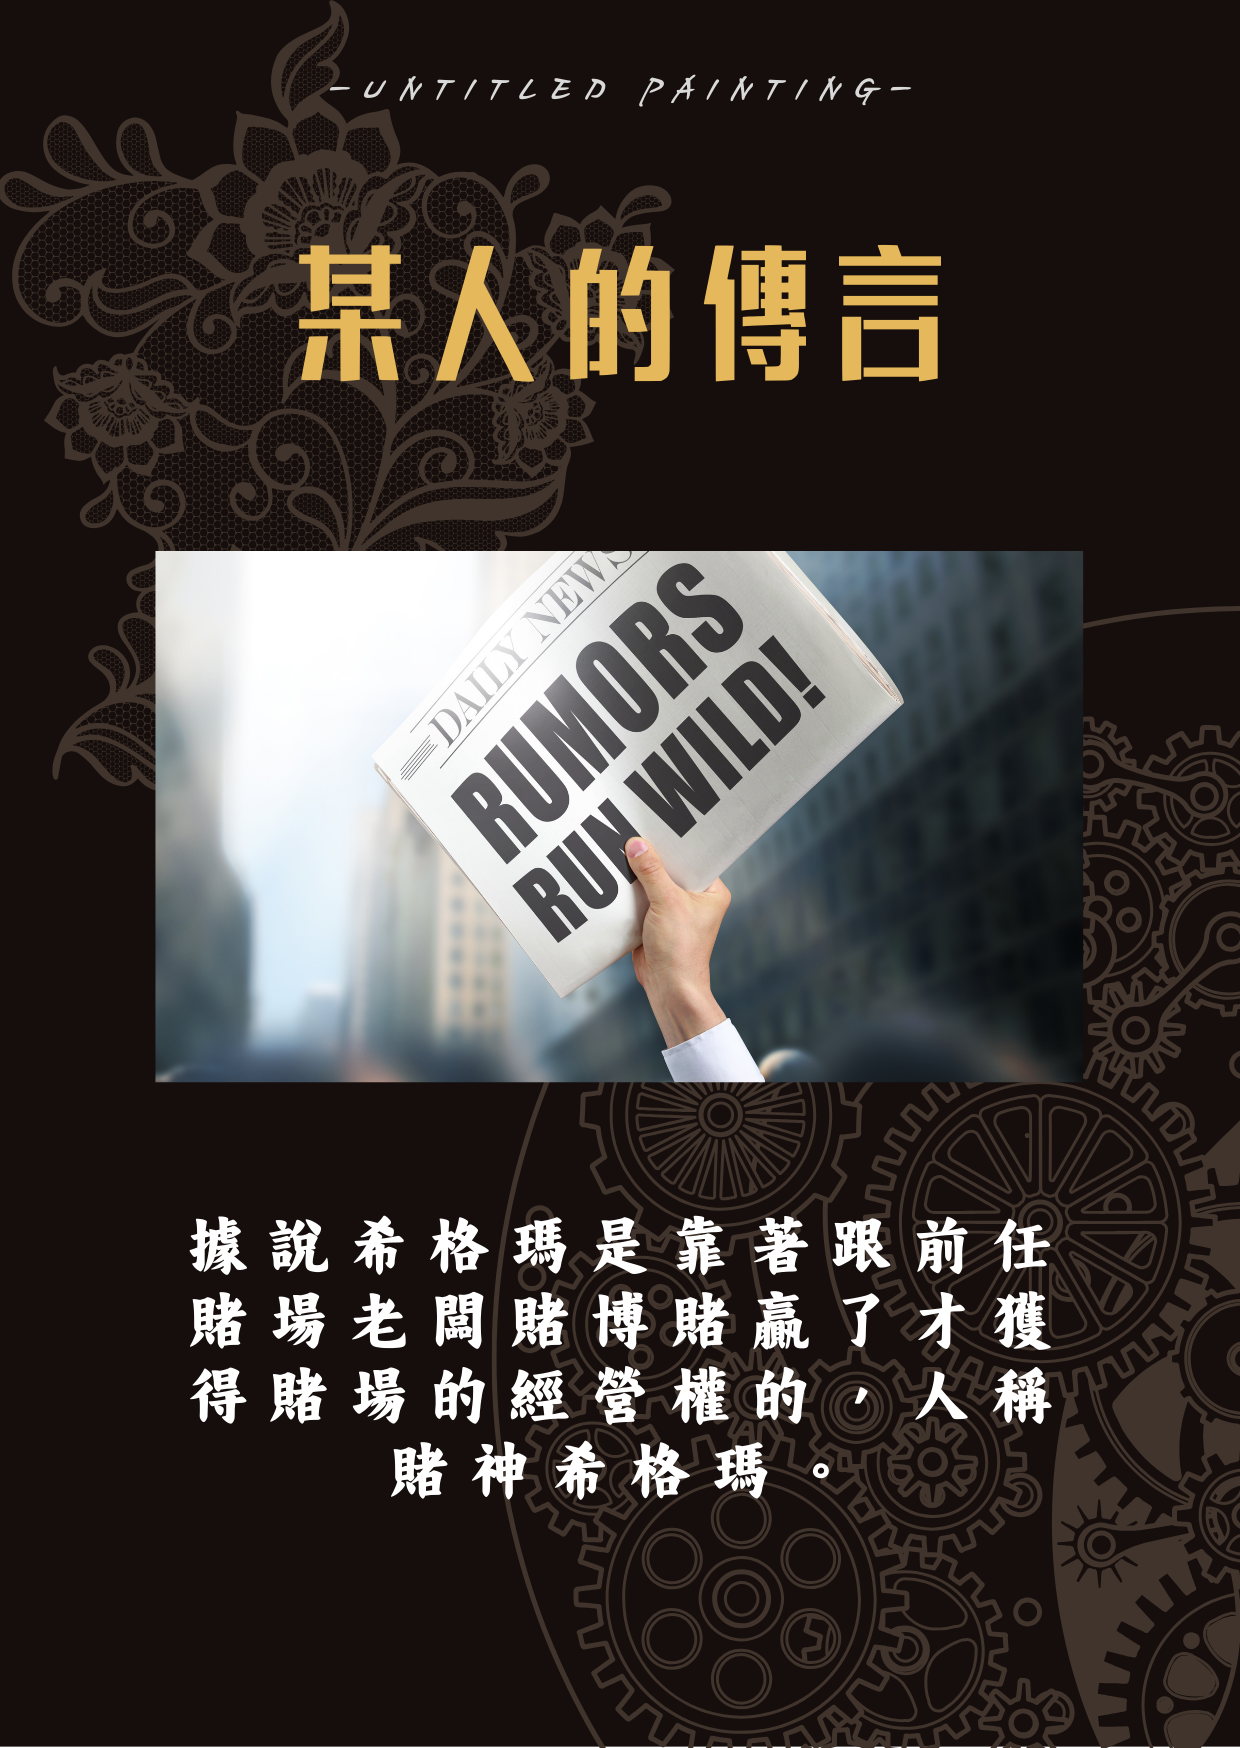 -UNTITLED PAINTING-
某人的傳言
DAILY NEWS
RUMORS
RUN WILD!
據說希格瑪是靠著跟前任
賭場老闆賭博賭贏了才獲
得賭場的經營權的，人稱
賭神希格瑪。